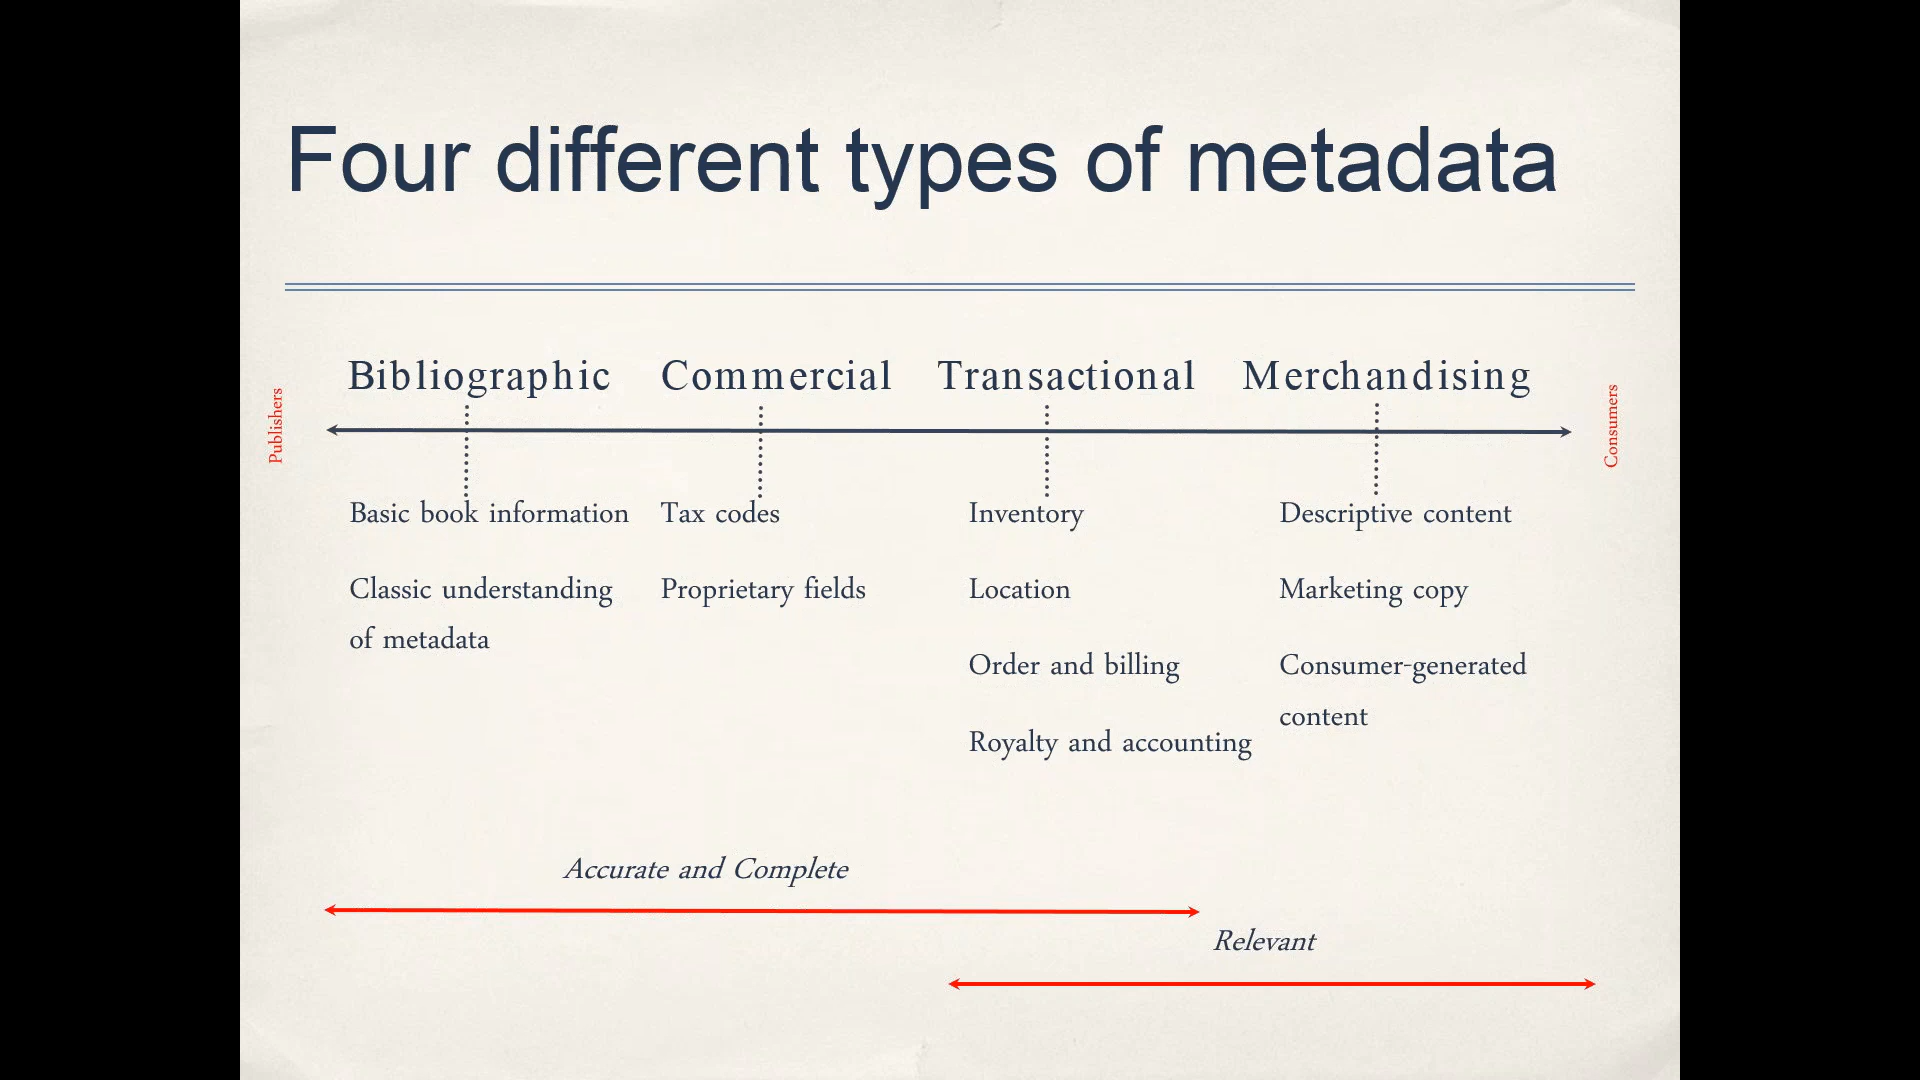 Four different types of metadata
Publishers
Bibliographic
Commercial
Transactional
Merchandising
Consumers
Basic book information
Classic understanding
of metadata
Tax codes
Proprietary fields
Inventory
Location
Order and billing
Royalty and accounting
Descriptive content
Marketing copy
Consumer-generated
content
Accurate and Complete
Relevant